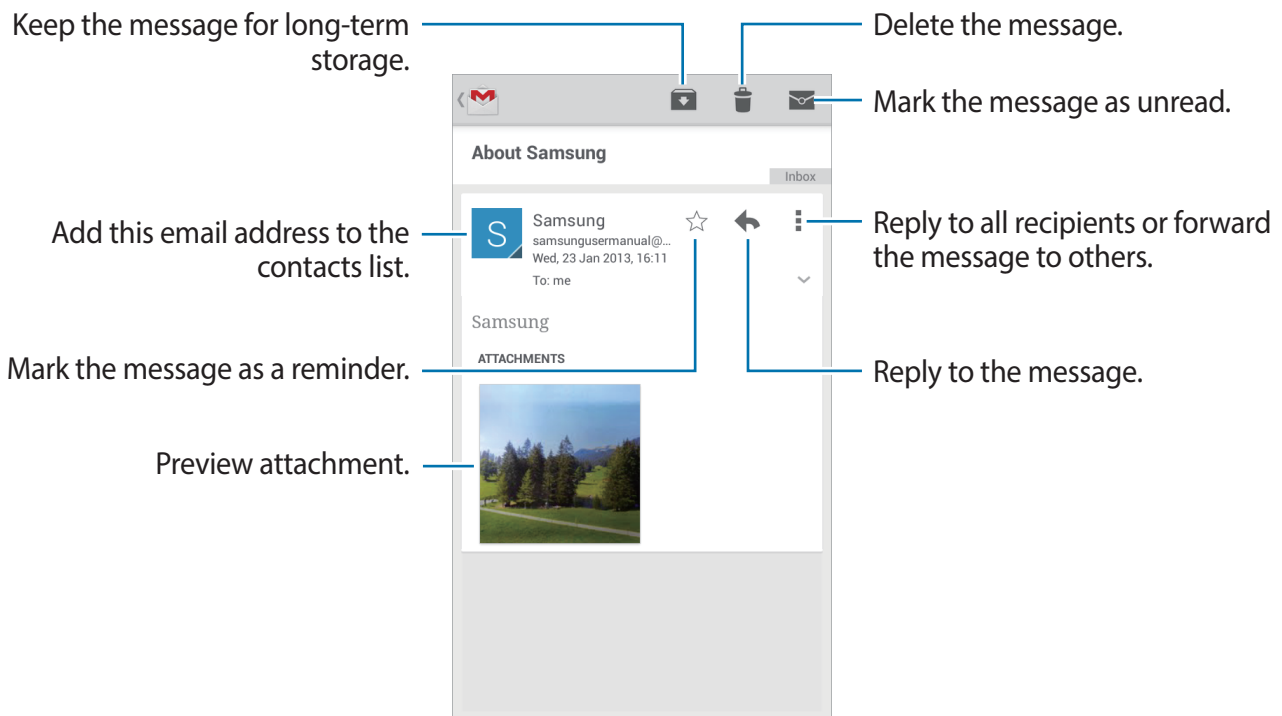 Keep the message for long-term
storage.
Delete the message.
Mark the message as unread.
About Samsung
Inbox
Add this email address to the
contacts list.
S
Samsung
samsungusermanual@...
Wed, 23 Jan 2013, 16:11
To: me
Reply to all recipients or forward
the message to others.
Samsung
Mark the message as a reminder.
ATTACHMENTS
Reply to the message.
Preview attachment.